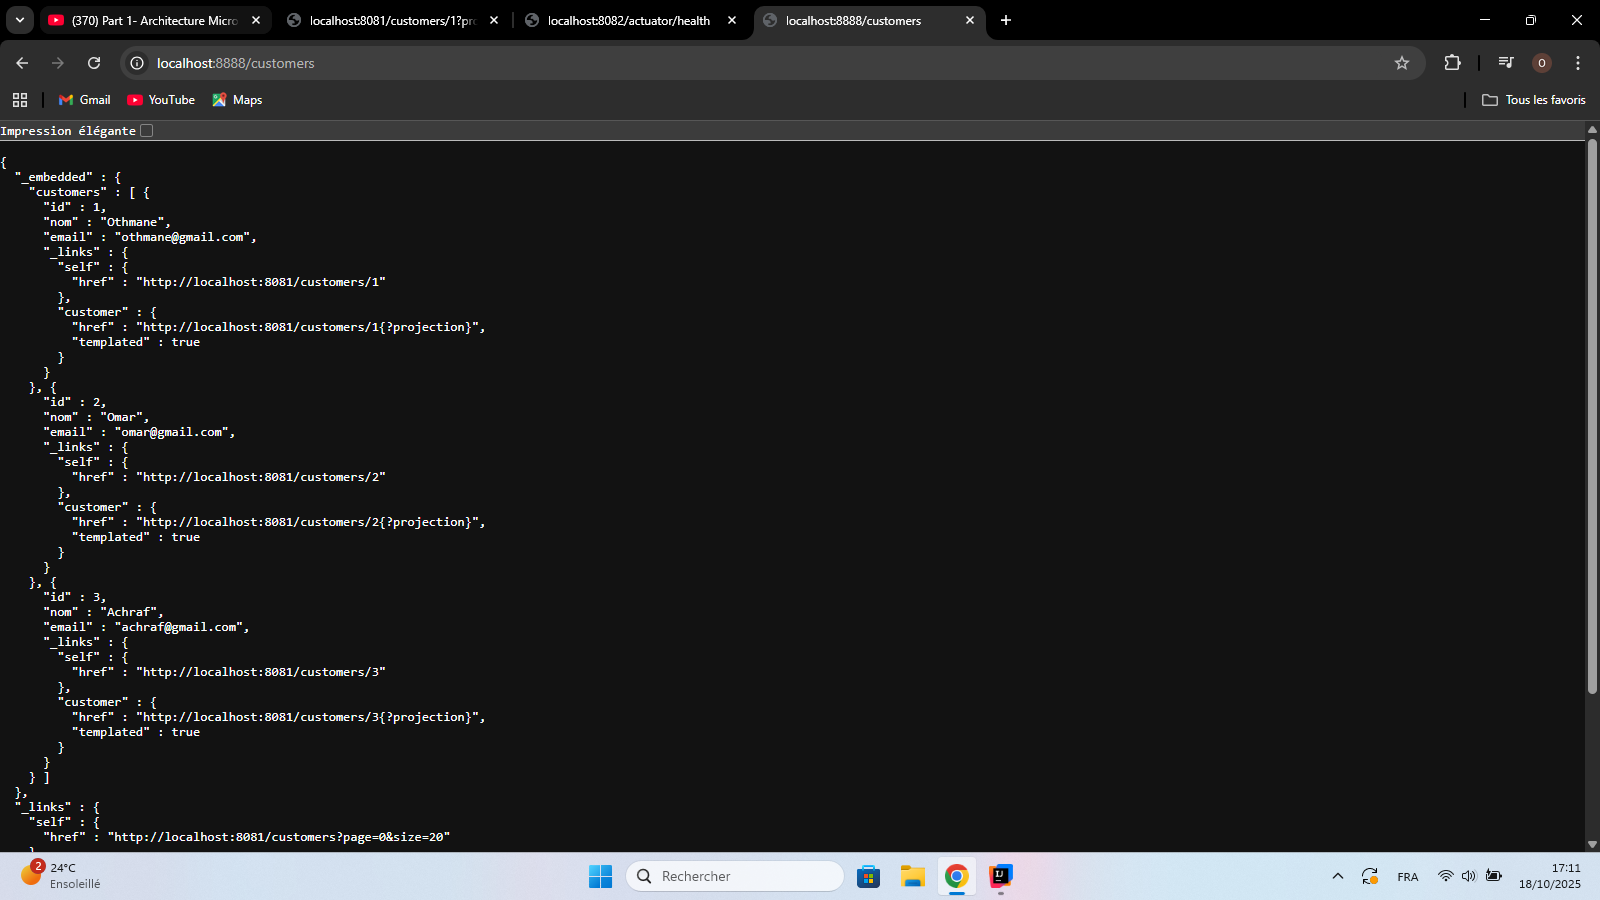 (370) Part 1- Architecture Micro
localhost:8081/customers/1?pro
localhost:8082/actuator/health
localhost:8888/customers
localhost:8888/customers
O
Gmail
YouTube
Maps
Tous les favoris
Impression élégante
{
  "_embedded" : {
    "customers" : [ {
      "id" : 1,
      "nom" : "Othmane",
      "email" : "othmane@gmail.com",
      "_links" : {
        "self" : {
          "href" : "http://localhost:8081/customers/1"
        },
        "customer" : {
          "href" : "http://localhost:8081/customers/1{?projection}",
          "templated" : true
        }
      }
    }, {
      "id" : 2,
      "nom" : "Omar",
      "email" : "omar@gmail.com",
      "_links" : {
        "self" : {
          "href" : "http://localhost:8081/customers/2"
        },
        "customer" : {
          "href" : "http://localhost:8081/customers/2{?projection}",
          "templated" : true
        }
      }
    }, {
      "id" : 3,
      "nom" : "Achraf",
      "email" : "achraf@gmail.com",
      "_links" : {
        "self" : {
          "href" : "http://localhost:8081/customers/3"
        },
        "customer" : {
          "href" : "http://localhost:8081/customers/3{?projection}",
          "templated" : true
        }
      }
    } ]
  },
  "_links" : {
    "self" : {
      "href" : "http://localhost:8081/customers?page=0&size=20"
2
24°C
Ensoleillé
Rechercher
IJ
FRA
17:11
18/10/2025